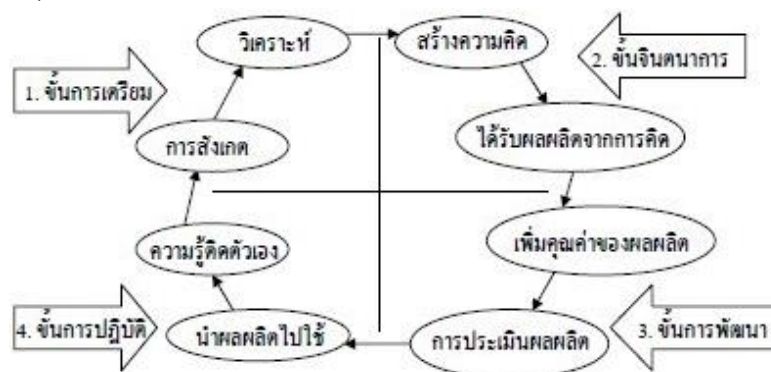 วิเคราะห์
สร้างความคิด
2. ขั้นจินตนาการ
1. ขั้นการเตรียม
การสังเกต
ได้รับผลผลิตจากการคิด
ความรู้ติดตัวเอง
เพิ่มคุณค่าของผลผลิต
4. ขั้นการปฏิบัติ
นำผลผลิตไปใช้
การประเมินผลผลิต
3. ขั้นการพัฒนา